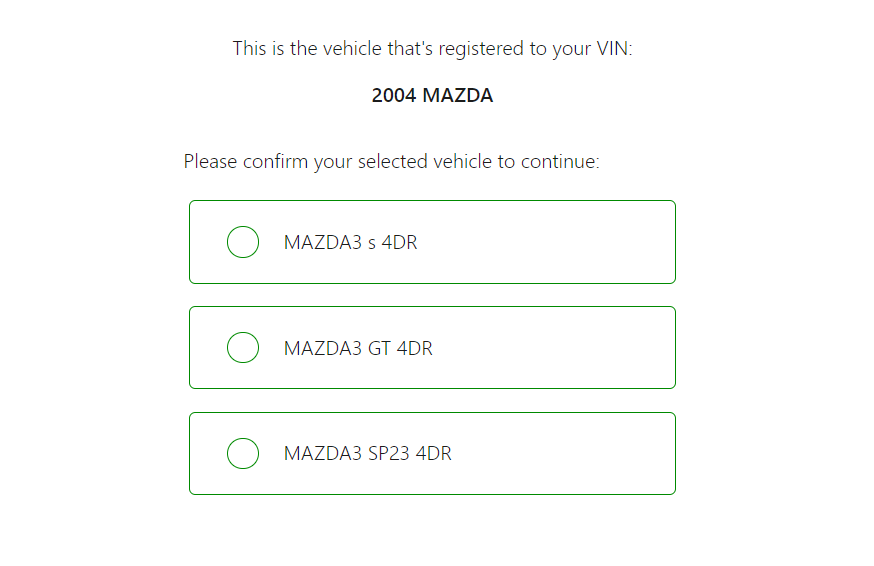 This is the vehicle that's registered to your VIN:
2004 MAZDA
Please confirm your selected vehicle to continue:
MAZDA3 s 4DR
MAZDA3 GT 4DR
MAZDA3 SP23 4DR